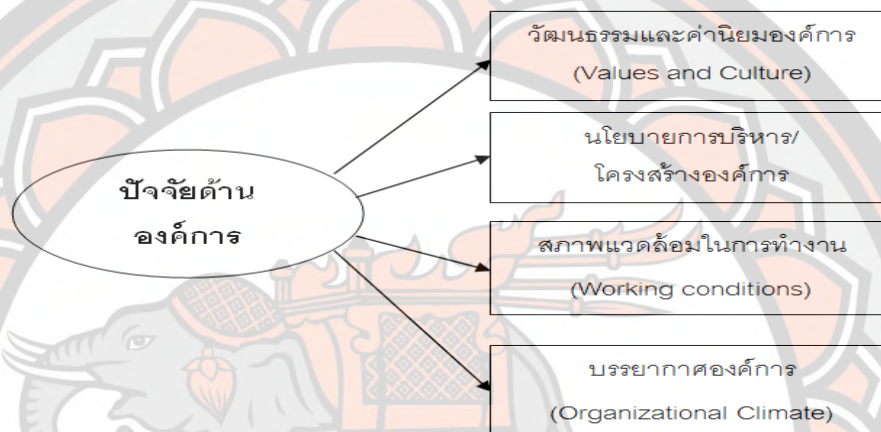 ปัจจัยด้าน
องค์การ
วัฒนธรรมและค่านิยมองค์การ
(Values and Culture)
นโยบายการบริหาร/
โครงสร้างองค์การ
สภาพแวดล้อมในการทำงาน
(Working conditions)
บรรยากาศองค์การ
(Organizational Climate)